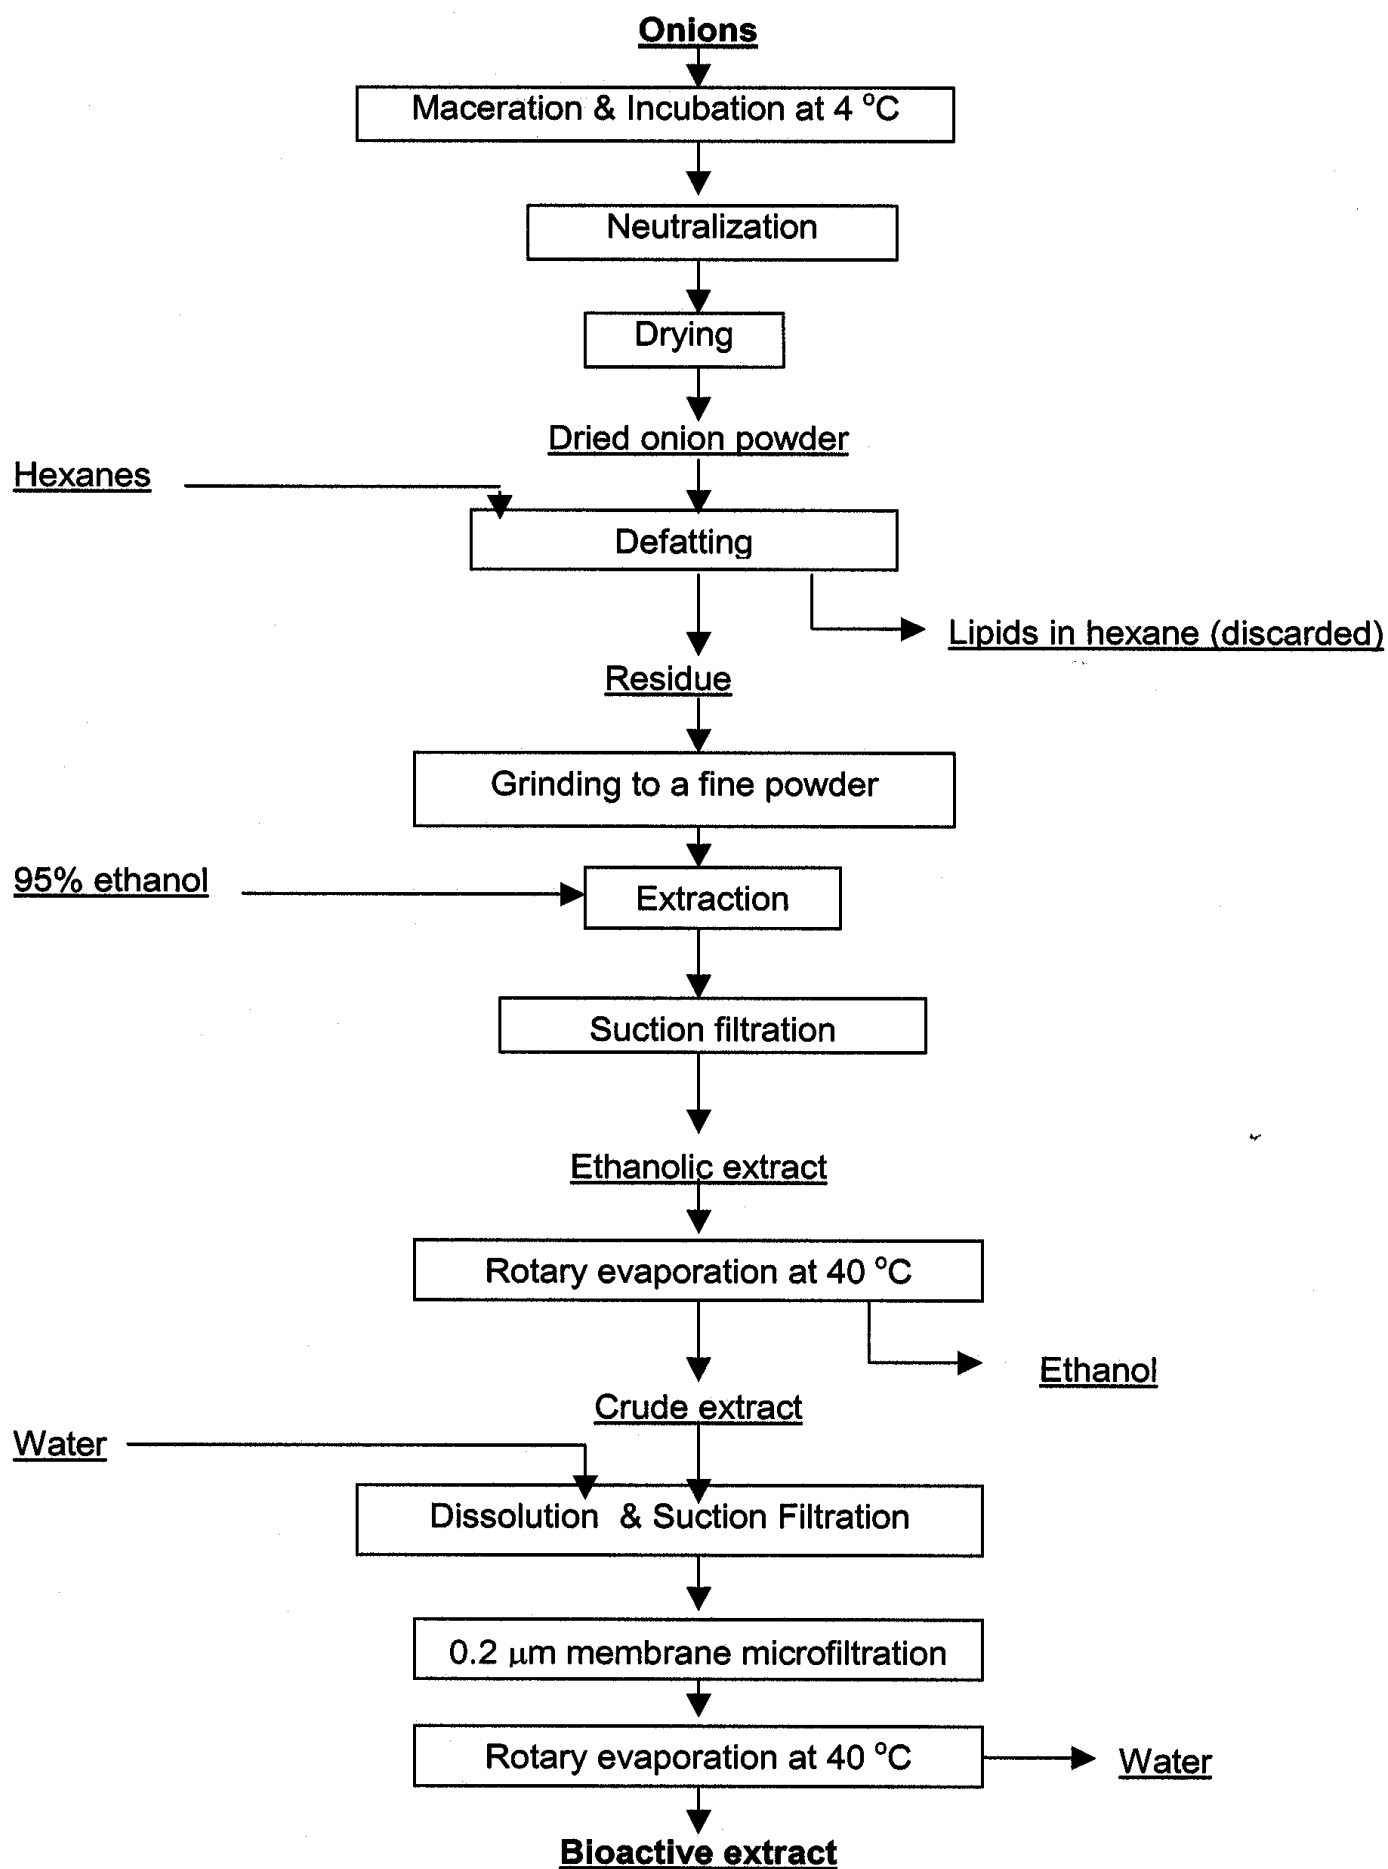 Onions
Maceration & Incubation at 4 °C
Neutralization
Drying
Dried onion powder
Hexanes
Defatting
Lipids in hexane (discarded)
Residue
Grinding to a fine powder
95% ethanol
Extraction
Suction filtration
Ethanolic extract
Rotary evaporation at 40 °C
Ethanol
Crude extract
Water
Dissolution & Suction Filtration
0.2 μm membrane microfiltration
Rotary evaporation at 40 °C
Water
Bioactive extract